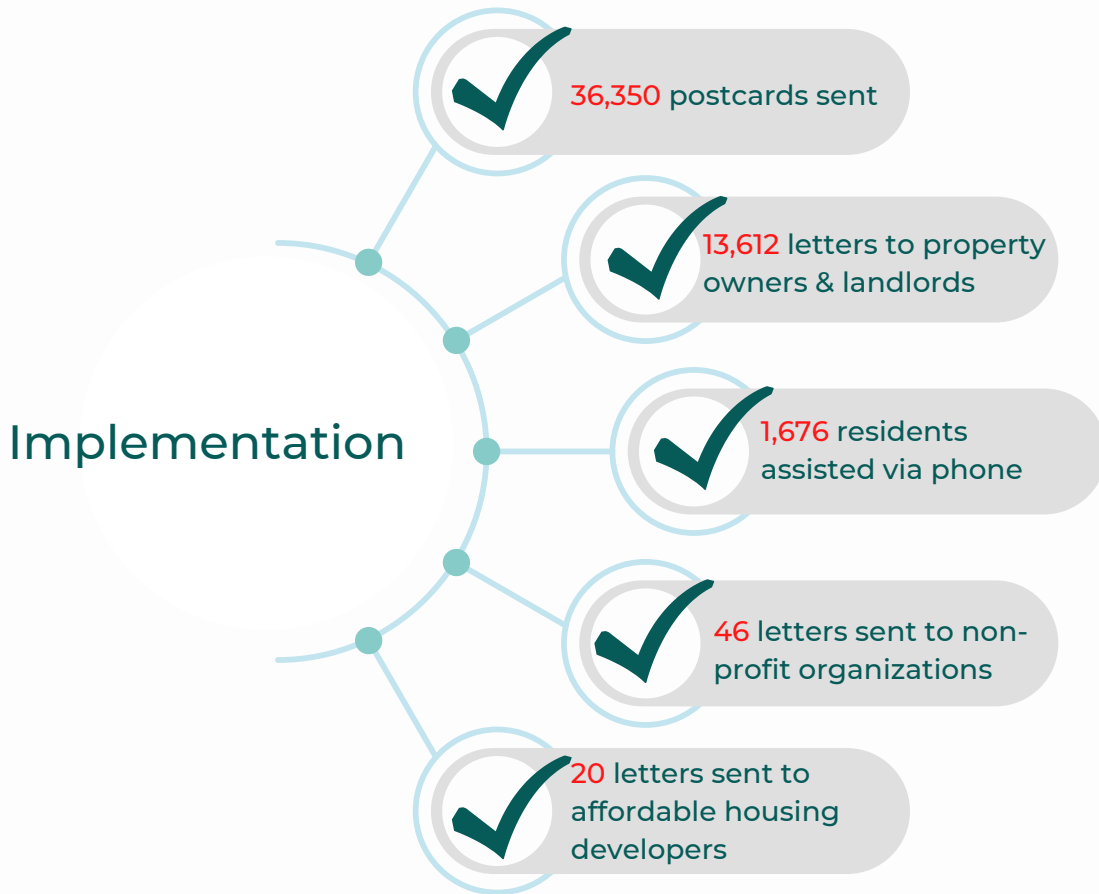 Implementation
36,350 postcards sent
13,612 letters to property
owners & landlords
1,676 residents
assisted via phone
46 letters sent to non-
profit organizations
20 letters sent to
affordable housing
developers